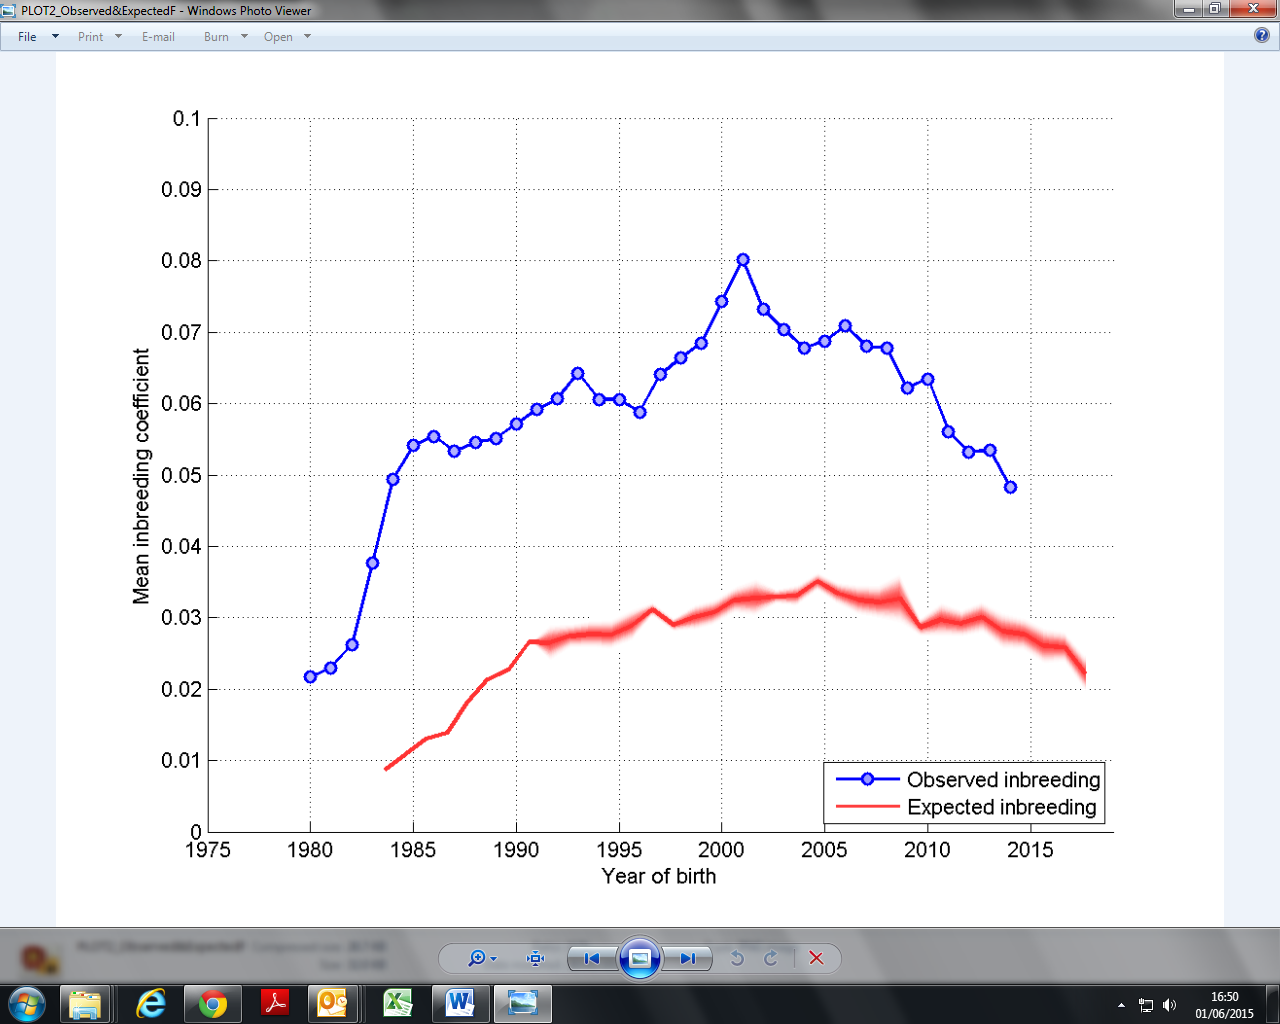 PLOT2_Observed&ExpectedF - Windows Photo Viewer
File Print E-mail Burn Open
0.1
0.09
0.08
0.07
0.06
0.05
0.04
0.03
0.02
0.01
0
Mean inbreeding coefficient
1975 1980 1985 1990 1995 2000 2005 2010 2015
Year of birth
Observed inbreeding
Expected inbreeding
16:50
01/06/2015